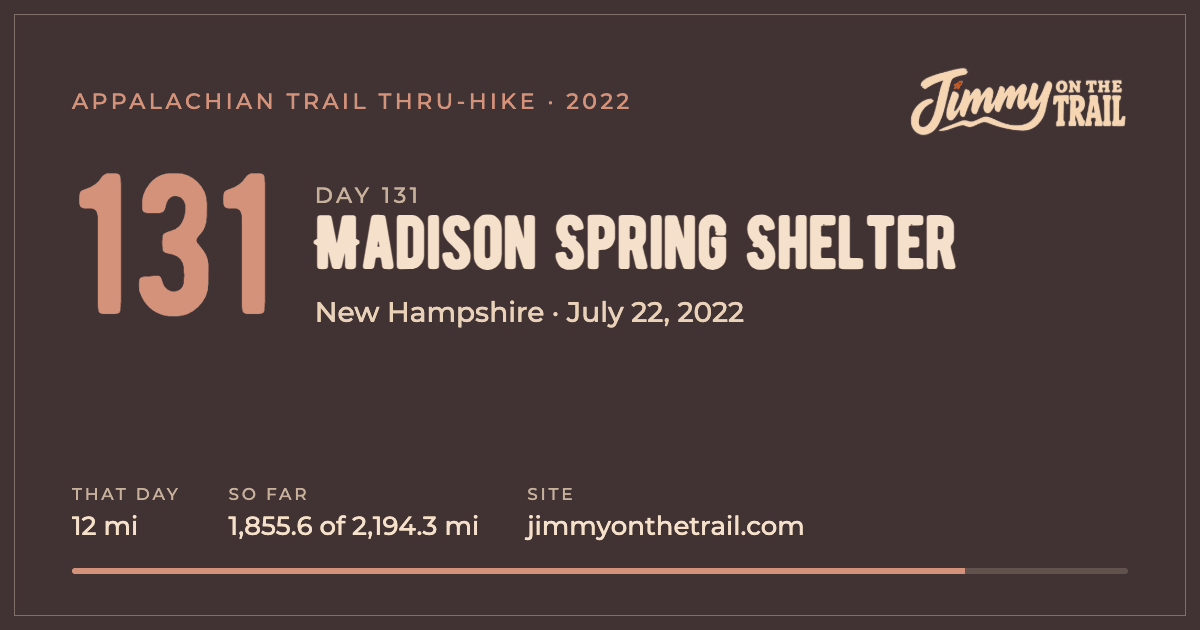 APPALACHIAN TRAIL THRU-HIKE · 2022
Jimmy ON THE TRAIL
131
DAY 131
MADISON SPRING SHELTER
New Hampshire · July 22, 2022
THAT DAY
12 mi
SO FAR
1,855.6 of 2,194.3 mi
SITE
jimmyonthetrail.com